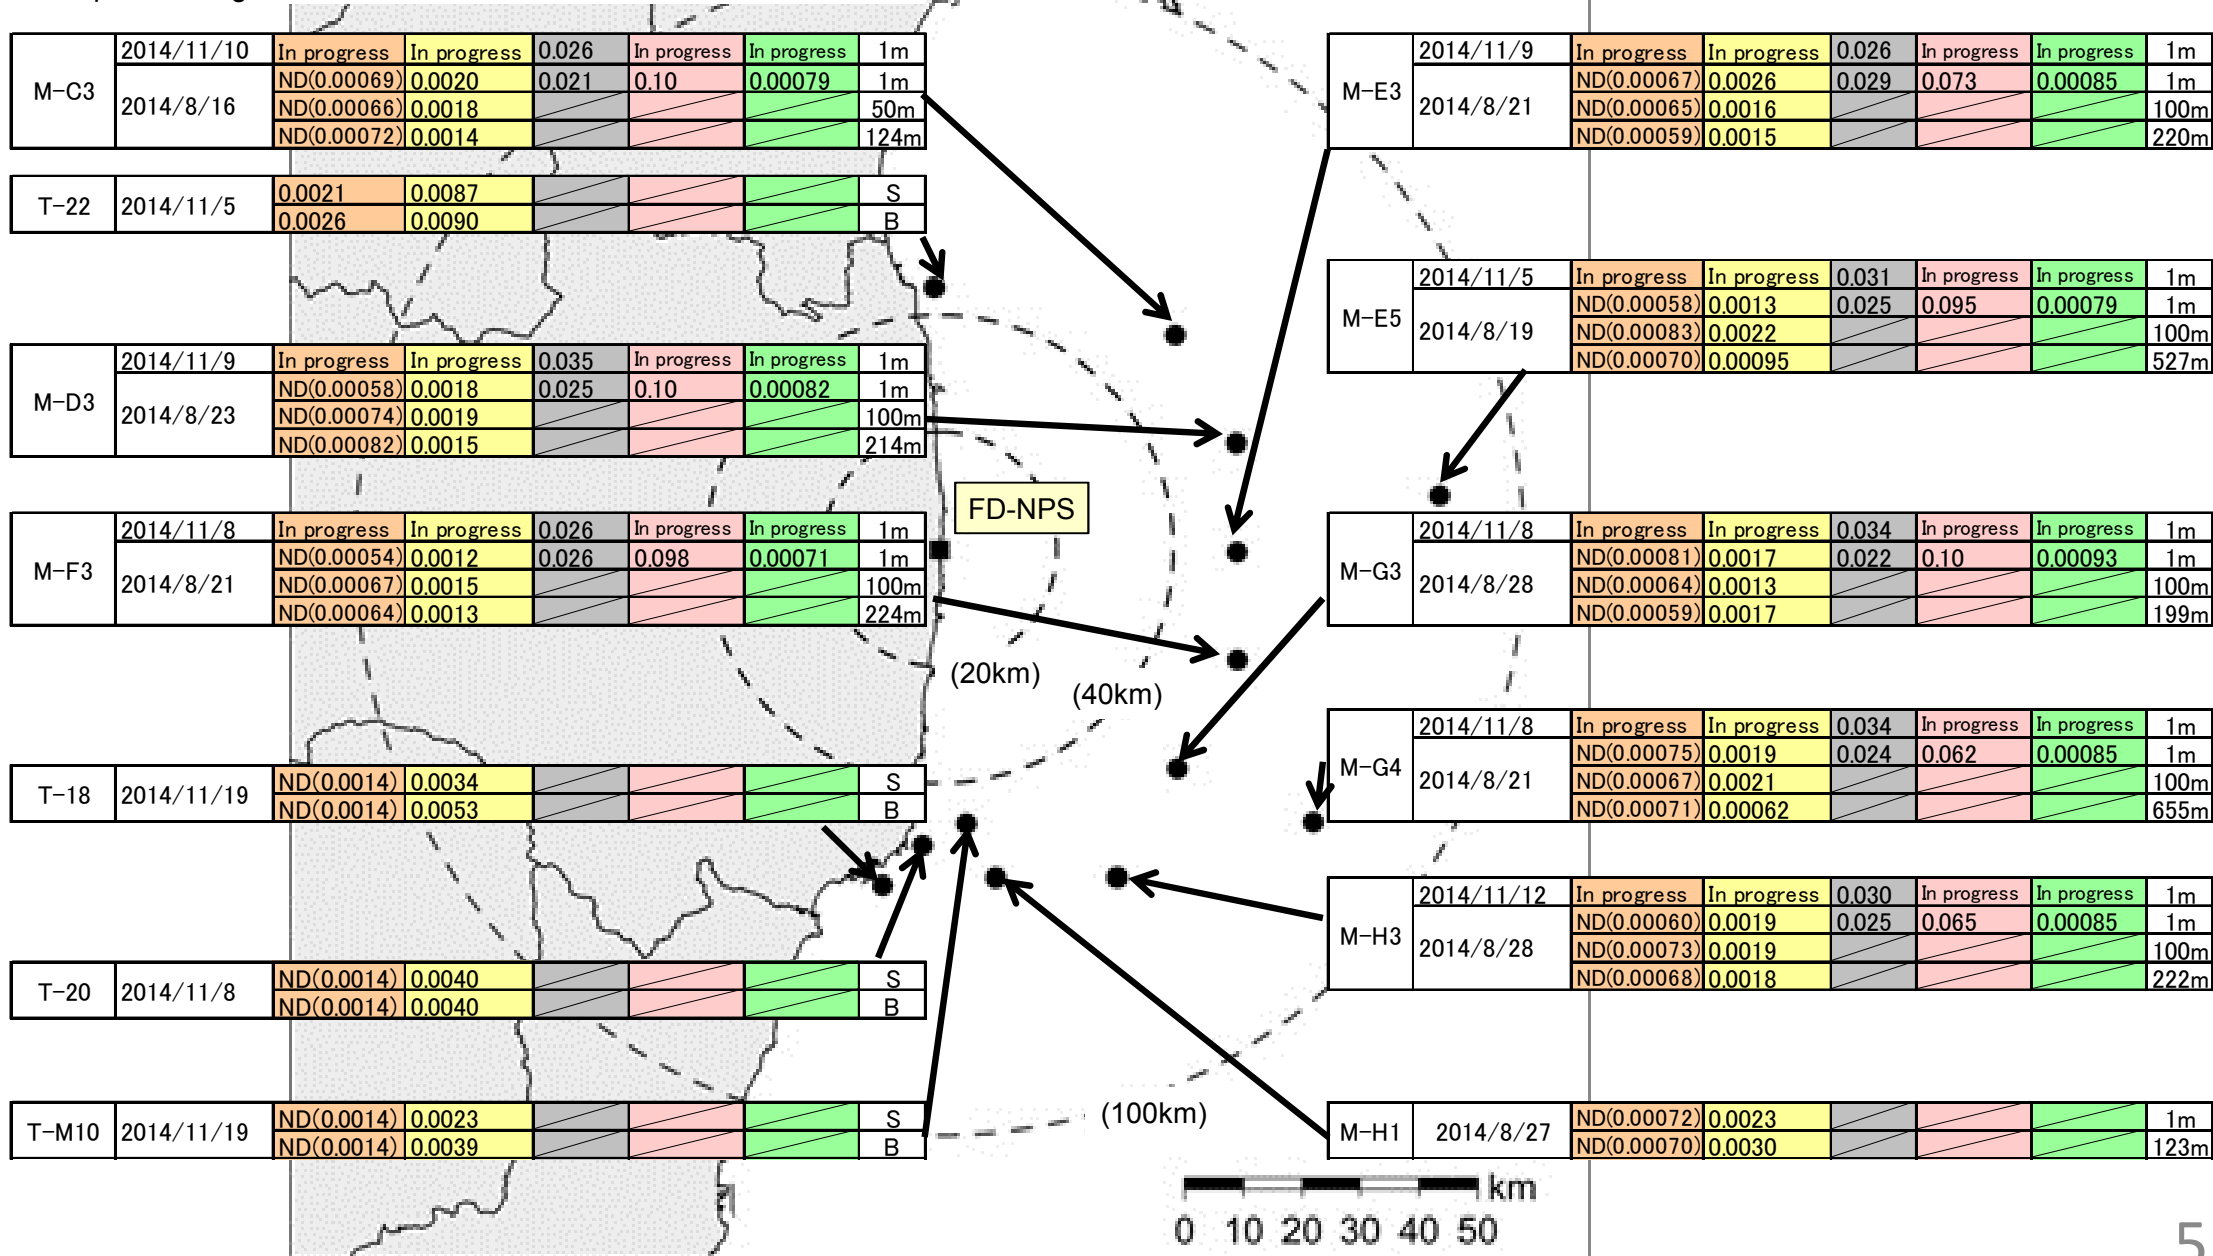 M-C3 2014/11/10 In progress In progress 0.026 In progress In progress 1m
2014/8/16 ND(0.00069) 0.0020 0.021 0.10 0.00079 1m
ND(0.00066) 0.0018 50m
ND(0.00072) 0.0014 124m
T-22 2014/11/5 0.0021 0.0087 S
0.0026 0.0090 B
M-D3 2014/11/9 In progress In progress 0.035 In progress In progress 1m
2014/8/23 ND(0.00058) 0.0018 0.025 0.10 0.00082 1m
ND(0.00074) 0.0019 100m
ND(0.00082) 0.0015 214m
M-F3 2014/11/8 In progress In progress 0.026 In progress In progress 1m
2014/8/21 ND(0.00054) 0.0012 0.026 0.098 0.00071 1m
ND(0.00067) 0.0015 100m
ND(0.00064) 0.0013 224m
T-18 2014/11/19 ND(0.0014) 0.0034 S
ND(0.0014) 0.0053 B
T-20 2014/11/8 ND(0.0014) 0.0040 S
ND(0.0014) 0.0040 B
T-M10 2014/11/19 ND(0.0014) 0.0023 S
ND(0.0014) 0.0039 B
FD-NPS
(20km)
(40km)
(100km)
M-E3 2014/11/9 In progress In progress 0.026 In progress In progress 1m
2014/8/21 ND(0.00067) 0.0026 0.029 0.073 0.00085 1m
ND(0.00065) 0.0016 100m
ND(0.00059) 0.0015 220m
M-E5 2014/11/5 In progress In progress 0.031 In progress In progress 1m
2014/8/19 ND(0.00058) 0.0013 0.025 0.095 0.00079 1m
ND(0.00083) 0.0022 100m
ND(0.00070) 0.00095 527m
M-G3 2014/11/8 In progress In progress 0.034 In progress In progress 1m
2014/8/28 ND(0.00081) 0.0017 0.022 0.10 0.00093 1m
ND(0.00064) 0.0013 100m
ND(0.00059) 0.0017 199m
M-G4 2014/11/8 In progress In progress 0.034 In progress In progress 1m
2014/8/21 ND(0.00075) 0.0019 0.024 0.062 0.00085 1m
ND(0.00067) 0.0021 100m
ND(0.00071) 0.00062 655m
M-H3 2014/11/12 In progress In progress 0.030 In progress In progress 1m
2014/8/28 ND(0.00060) 0.0019 0.025 0.065 0.00085 1m
ND(0.00073) 0.0019 100m
ND(0.00068) 0.0018 222m
M-H1 2014/8/27 ND(0.00072) 0.0023 1m
ND(0.00070) 0.0030 123m
km
0 10 20 30 40 50
5